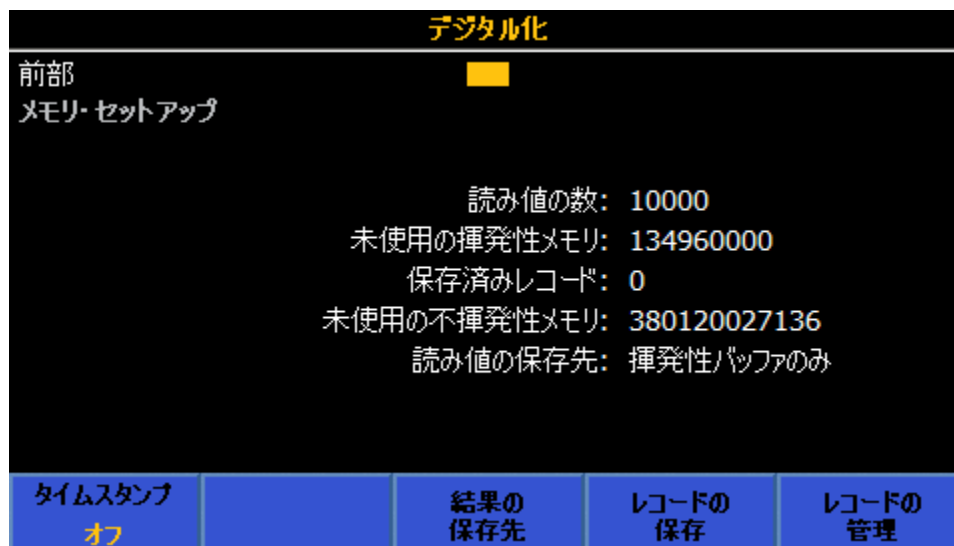 デジタル化
前部
メモリ・セットアップ
読み値の数: 10000
未使用の揮発性メモリ: 134960000
保存済みレコード: 0
未使用の不揮発性メモリ: 380120027136
読み値の保存先: 揮発性バッファのみ
タイムスタンプ
オフ
結果の
保存先
レコードの
保存
レコードの
管理